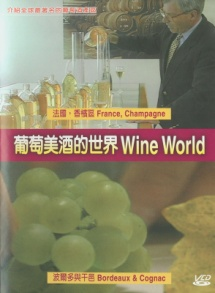 法國・香檳區 France, Champagne
葡萄美酒的世界 Wine World
波爾多與干邑 Bordeaux & Cognac
VCD